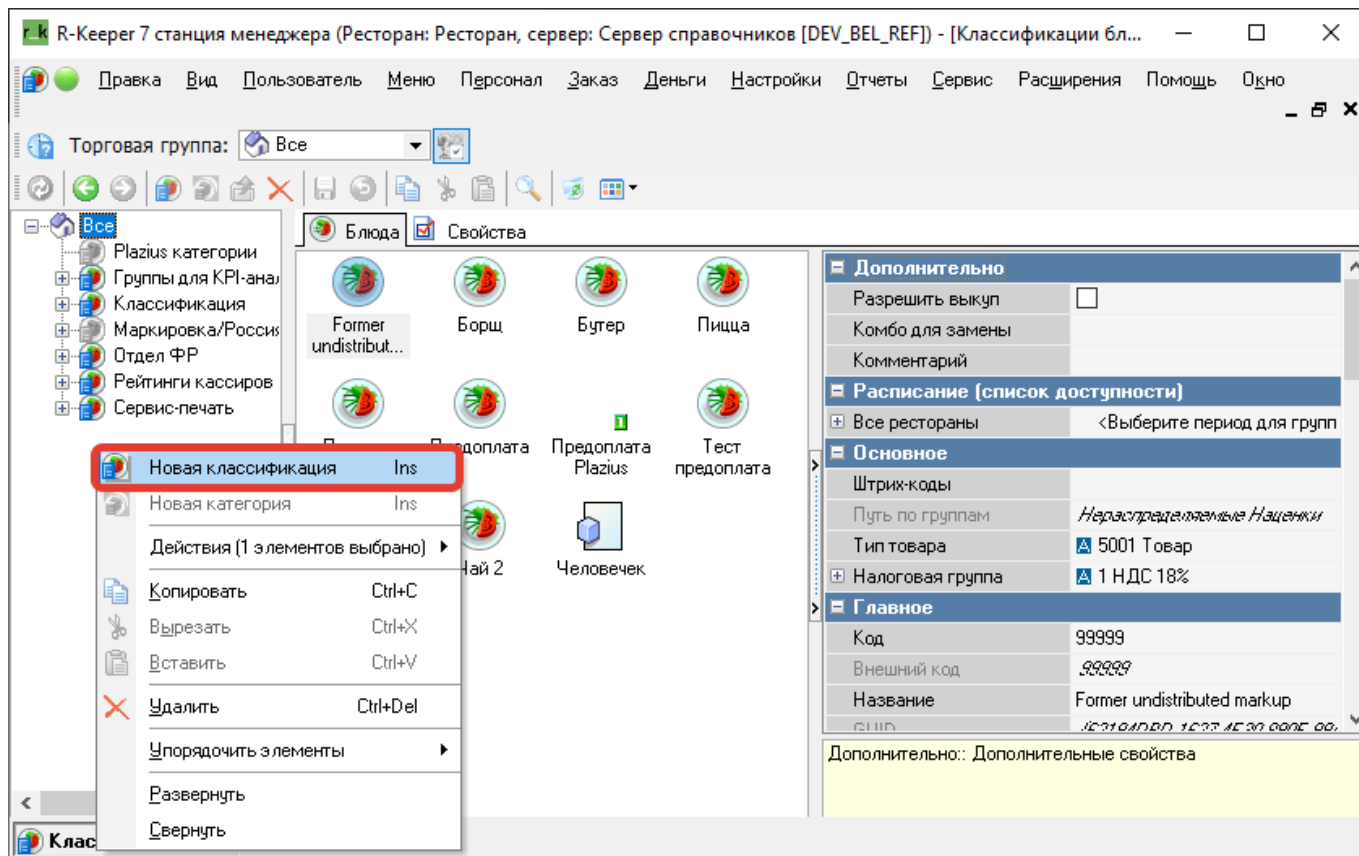 r_k R-Keeper 7 станция менеджера (Ресторан: Ресторан, сервер: Сервер справочников [DEV_BEL_REF]) - [Классификации бл...
Правка Вид Пользователь Меню Персонал Заказ Деньги Настройки Отчеты Сервис Расширения Помощь Окно
Торговая группа: Все
Все
Plazius категории
Группы для KPI-анал
Классификация
Маркировка/Россия
Отдел ФР
Рейтинги кассиров
Сервис-печать
Блюда Свойства
Former undistribut...
Борщ
Бутер
Пицца
Предоплата Plazius
Тест предоплата
Чай 2
Человечек
Новая классификация Ins
Новая категория Ins
Действия (1 элементов выбрано)
Копировать Ctrl+C
Вырезать Ctrl+X
Вставить Ctrl+V
Удалить Ctrl+Del
Упорядочить элементы
Развернуть
Свернуть
Дополнительно
Разрешить выкуп
Комбо для замены
Комментарий
Расписание (список доступности)
Все рестораны <Выберите период для групп
Основное
Штрих-коды
Путь по группам Нераспределяемые Наценки
Тип товара A 5001 Товар
Налоговая группа A 1 НДС 18%
Главное
Код 99999
Внешний код 99999
Название Former undistributed markup
GUID
Дополнительно:: Дополнительные свойства
Клас